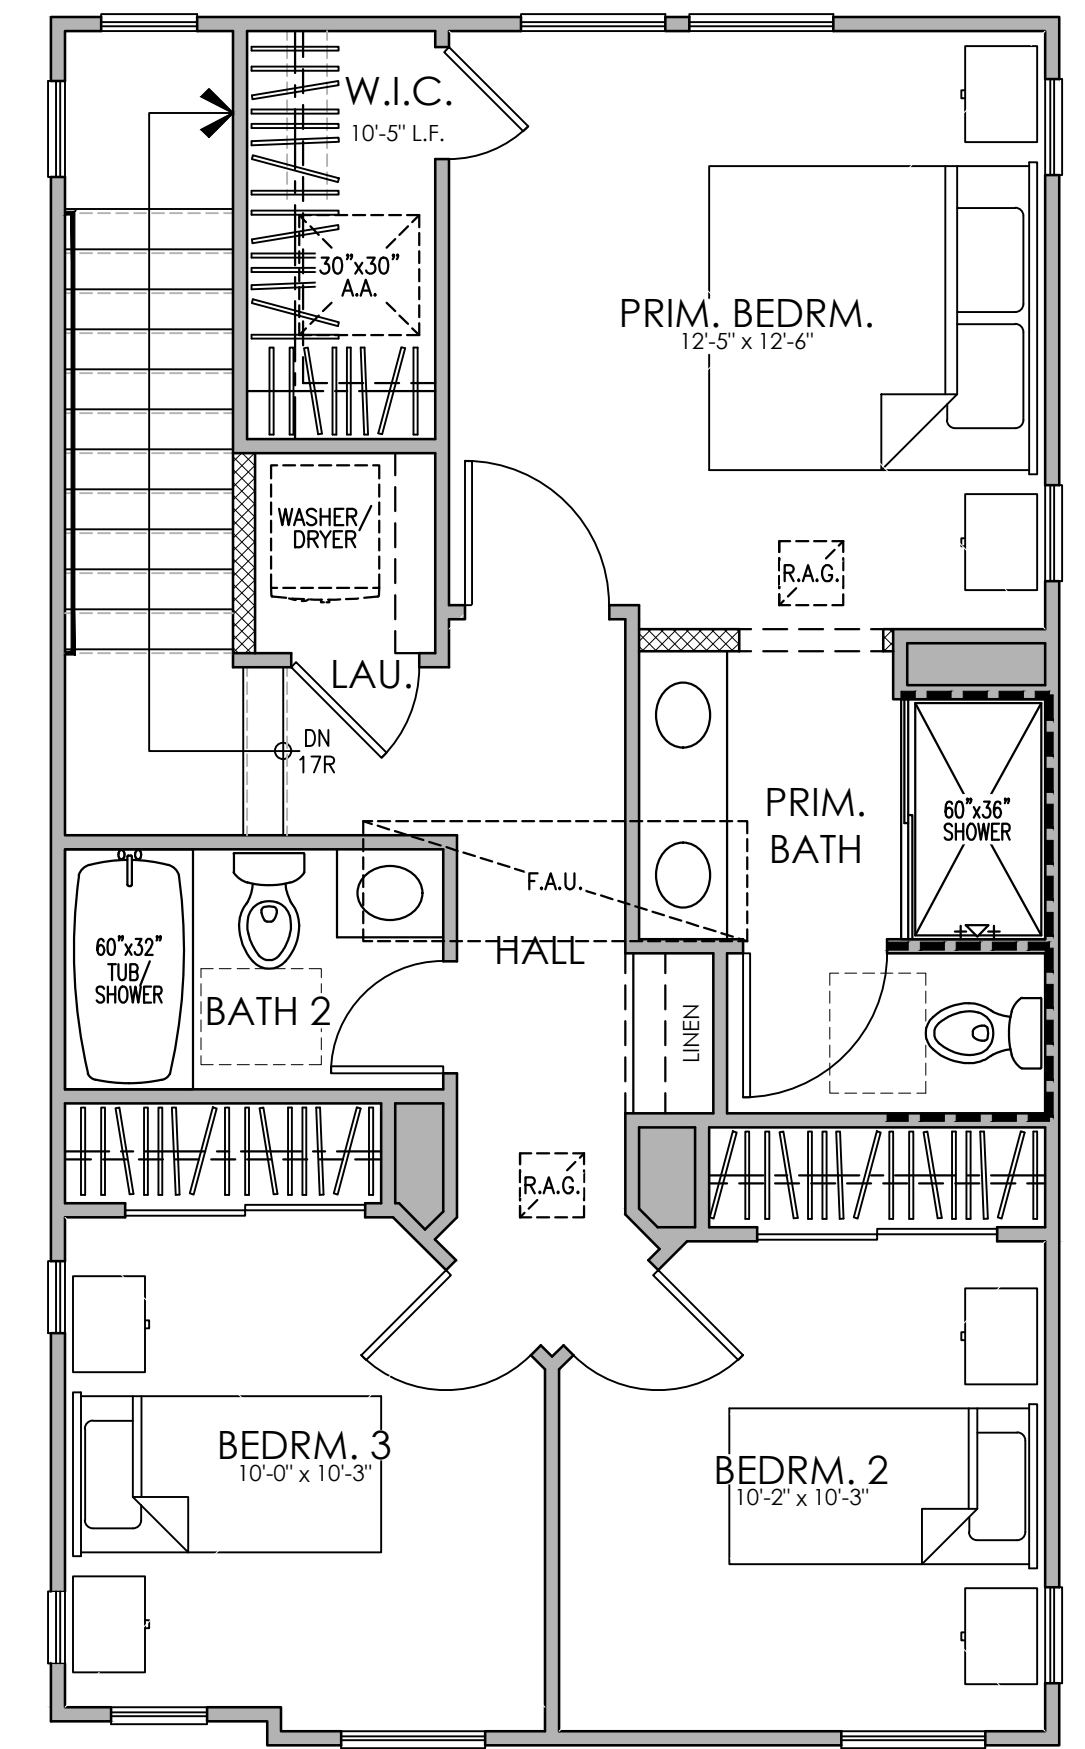 W.I.C.
10'-5" L.F.
30"x30"
A.A.
PRIM. BEDRM.
12'-5" x 12'-6"
WASHER/
DRYER
R.A.G.
LAU.
DN
17R
PRIM.
BATH
60"x36"
SHOWER
F.A.U.
HALL
60"x32"
TUB/
SHOWER
BATH 2
LINEN
R.A.G.
BEDRM. 3
10'-0" x 10'-3"
BEDRM. 2
10'-2" x 10'-3"